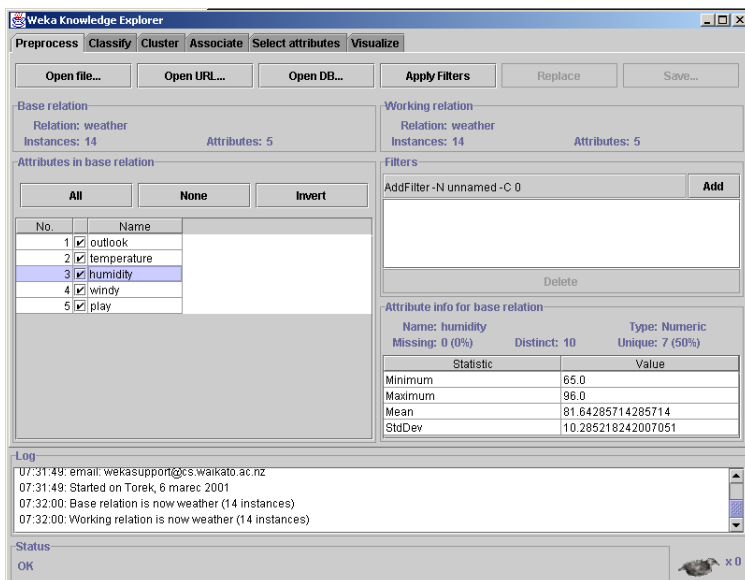 Weka Knowledge Explorer
Preprocess Classify Cluster Associate Select attributes Visualize
Open file... Open URL... Open DB... Apply Filters Replace Save...
Base relation
Relation: weather
Instances: 14 Attributes: 5
Working relation
Relation: weather
Instances: 14 Attributes: 5
Attributes in base relation
All None Invert
No. Name
1 outlook
2 temperature
3 humidity
4 windy
5 play
Filters
AddFilter -N unnamed -C 0 Add
Delete
Attribute info for base relation
Name: humidity Type: Numeric
Missing: 0 (0%) Distinct: 10 Unique: 7 (50%)
Statistic Value
Minimum 65.0
Maximum 96.0
Mean 81.64285714285714
StdDev 10.285218242007051
Log
07:31:49: email: wekasupport@cs.waikato.ac.nz
07:31:49: Started on Torek, 6 marec 2001
07:32:00: Base relation is now weather (14 instances)
07:32:00: Working relation is now weather (14 instances)
Status
OK
x 0